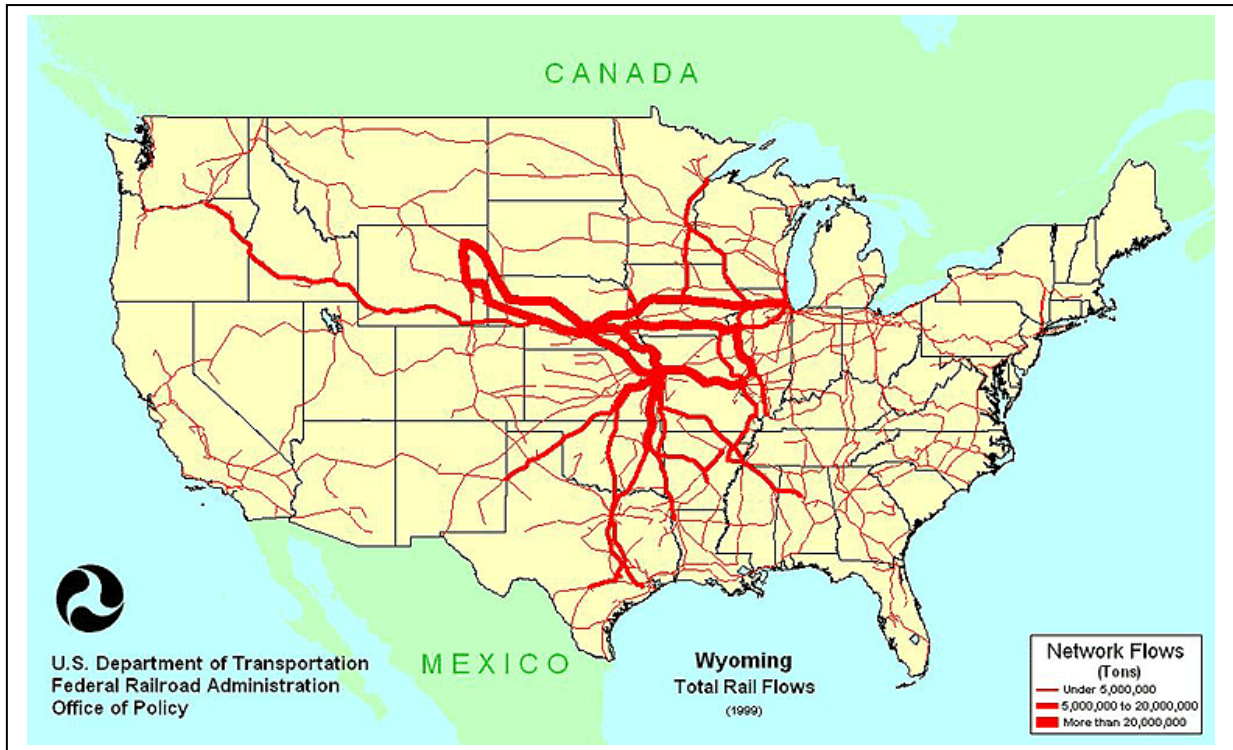 CANADA
MEXICO
U.S. Department of Transportation
Federal Railroad Administration
Office of Policy
Wyoming
Total Rail Flows
(1999)
Network Flows
(Tons)
Under 5,000,000
5,000,000 to 20,000,000
More than 20,000,000